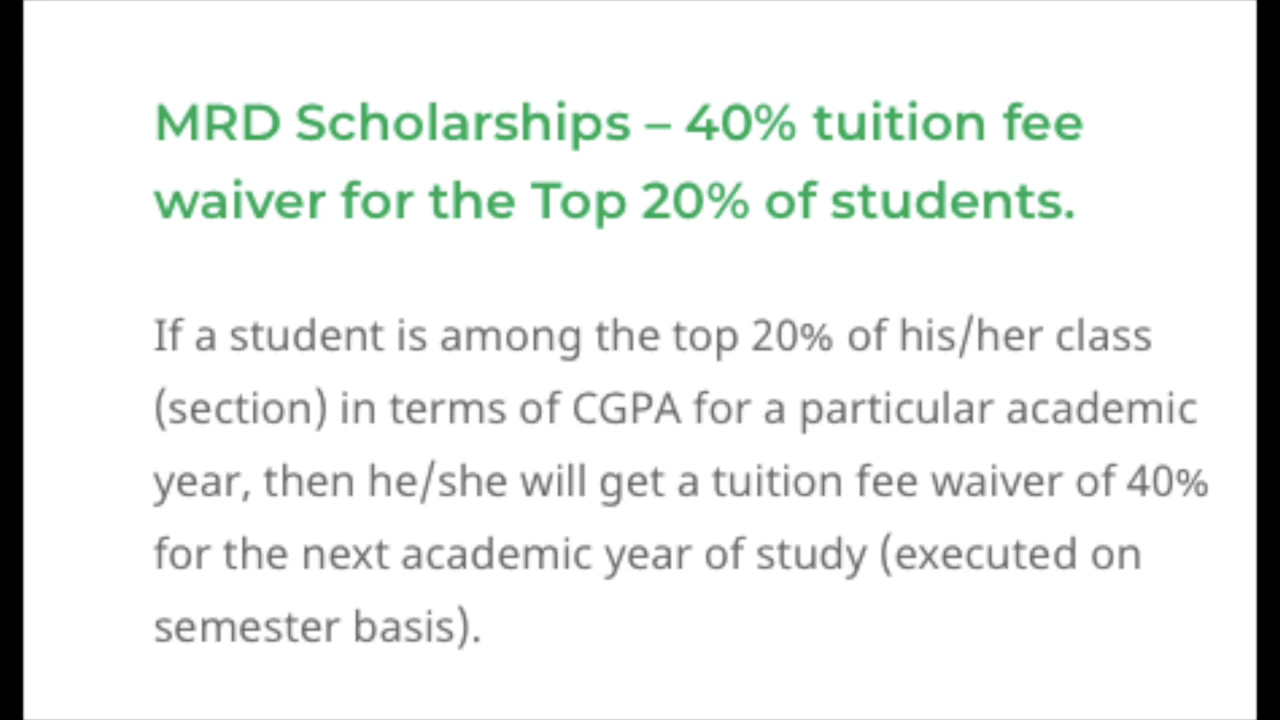 MRD Scholarships – 40% tuition fee
waiver for the Top 20% of students.
If a student is among the top 20% of his/her class
(section) in terms of CGPA for a particular academic
year, then he/she will get a tuition fee waiver of 40%
for the next academic year of study (executed on
semester basis).